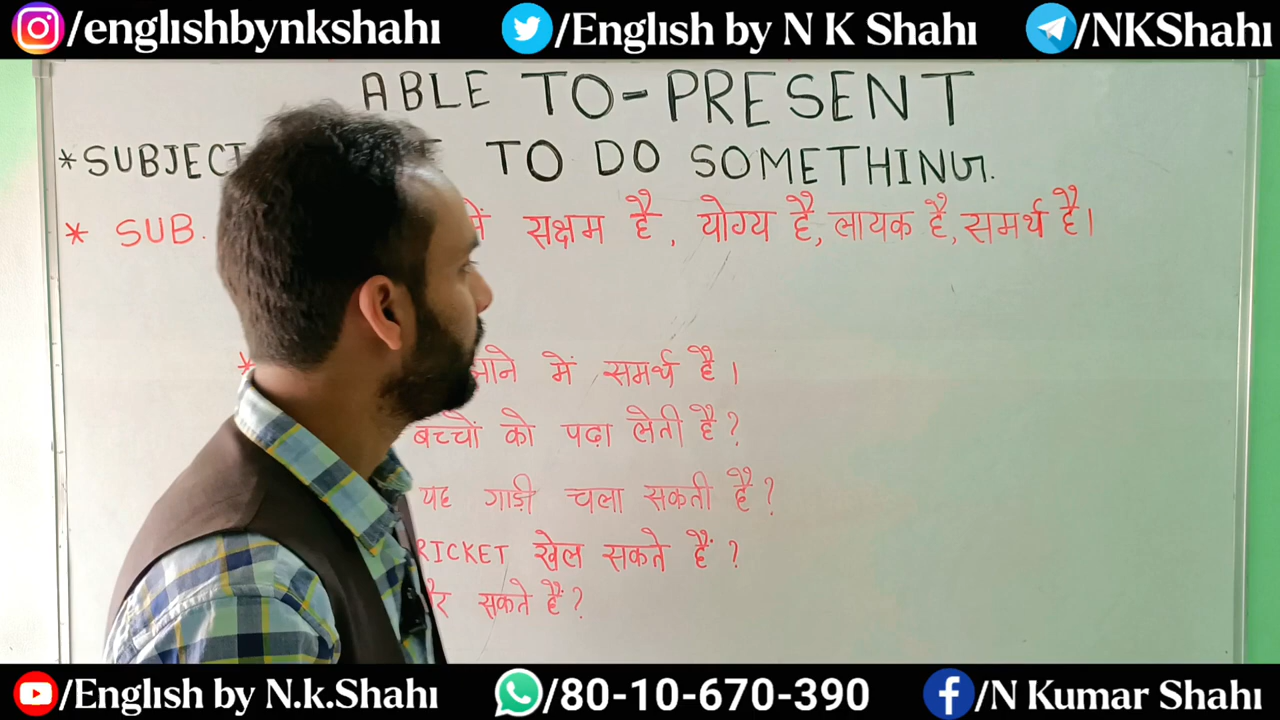 /englishbynkshahi /English by N K Shahi /NKShahi
ABLE TO-PRESENT
*SUBJECT TO DO SOMETHING.
* SUB. में सक्षम है, योग्य है, लायक है, समर्थ है।
* जाने में समर्थ है।
बच्चों को पढ़ा लेती है?
यह गाड़ी चला सकती है?
RICKET खेल सकते हैं?
सकते हैं?
/English by N.k.Shahi /80-10-670-390 /N Kumar Shahi